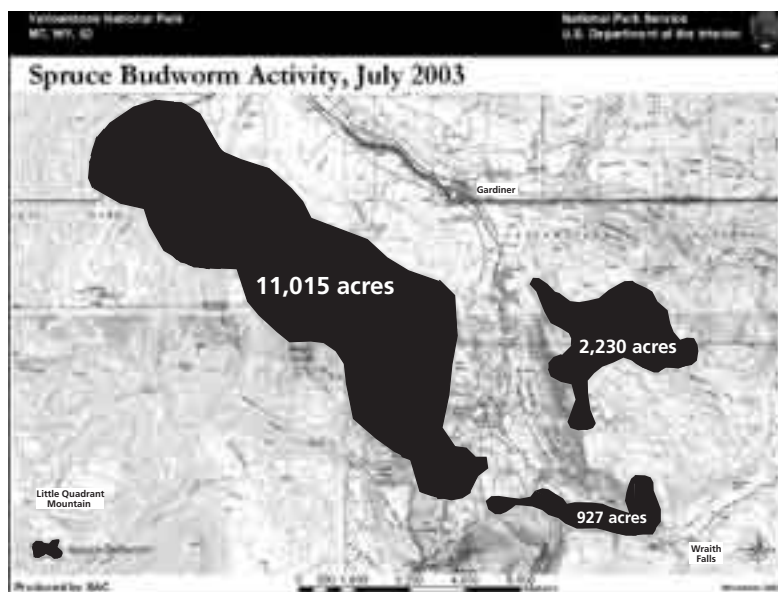 Yellowstone National Park
MT, WY, ID
National Park Service
U.S. Department of the Interior
Spruce Budworm Activity, July 2003
Gardiner
11,015 acres
2,230 acres
927 acres
Little Quadrant
Mountain
Wraith
Falls
Produced by SAC